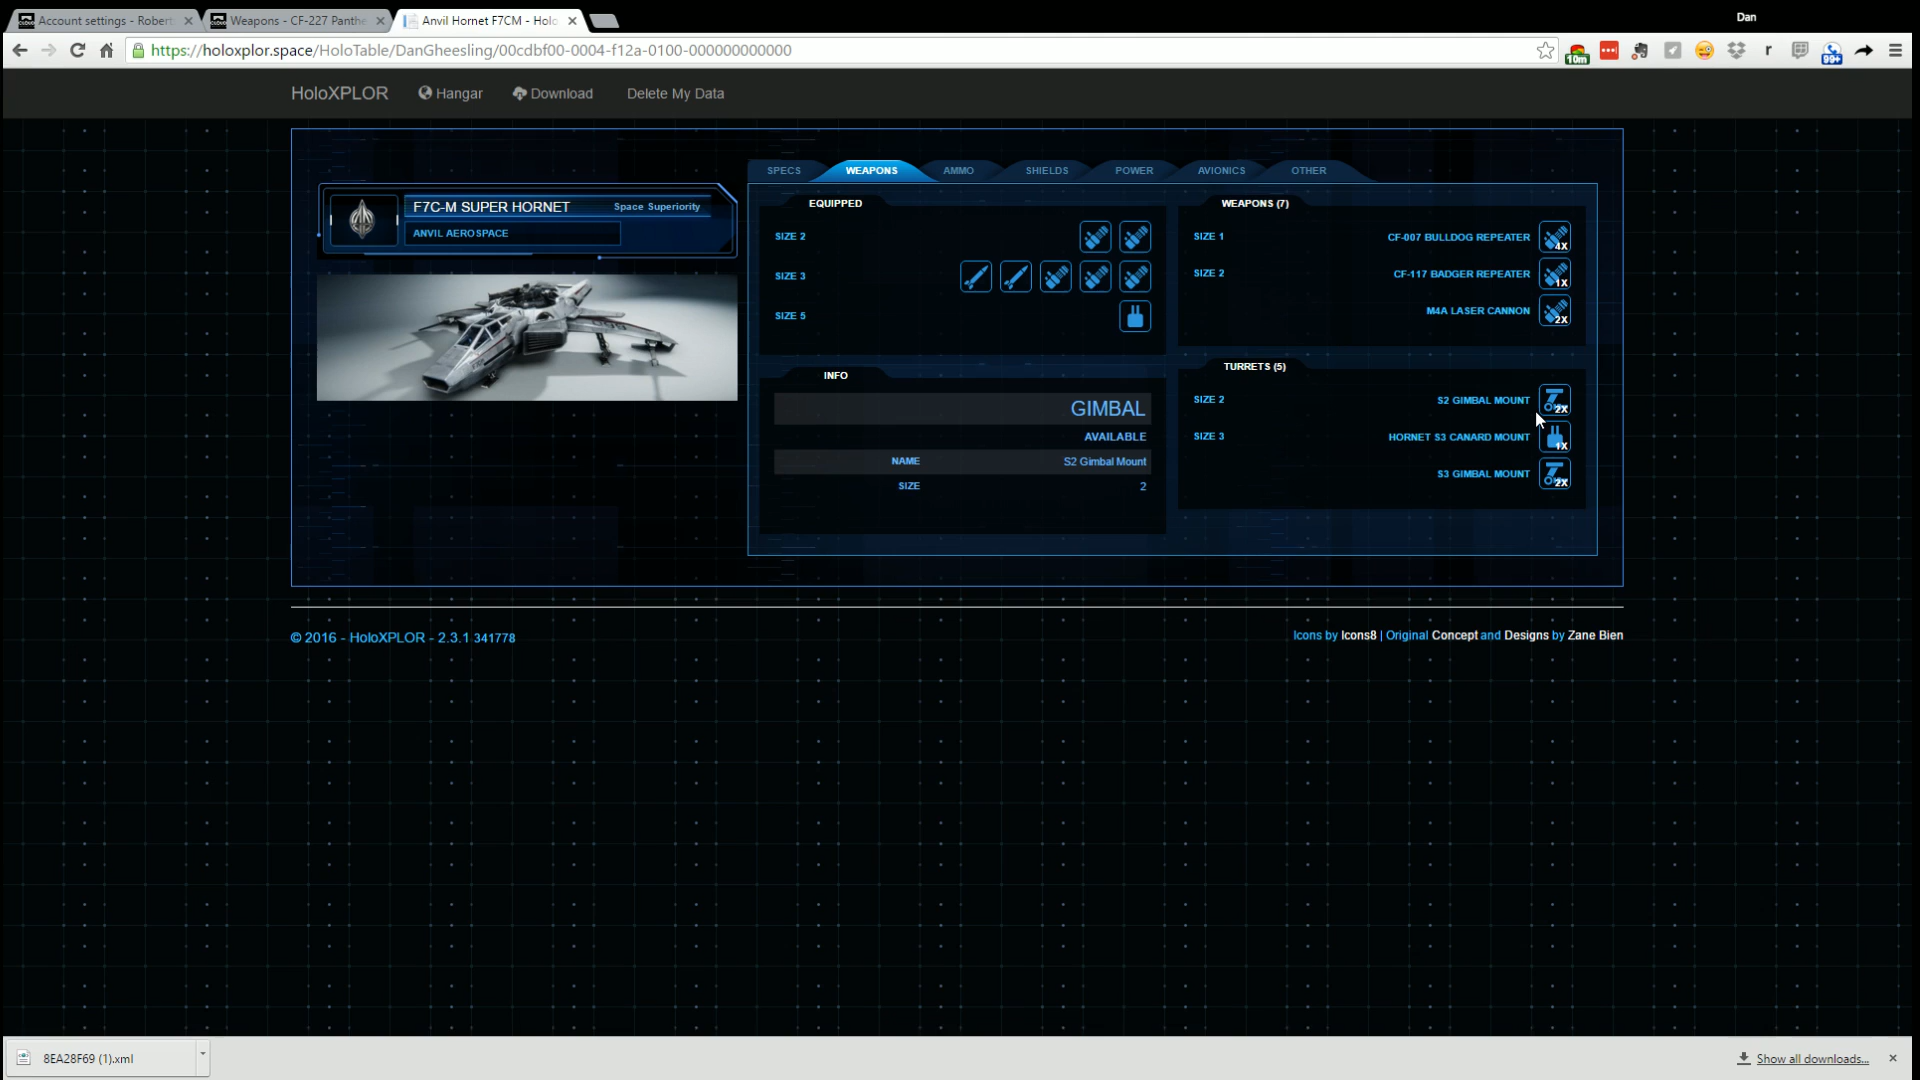 Account settings - Robert
Weapons - CF-227 Panthe
Anvil Hornet F7CM - Holo
Dan
https://holoxplor.space/HoloTable/DanGheesling/00cdbf00-0004-f12a-0100-000000000000
10m
r
99+
HoloXPLOR
Hangar
Download
Delete My Data
SPECS
WEAPONS
AMMO
SHIELDS
POWER
AVIONICS
OTHER
F7C-M SUPER HORNET
Space Superiority
ANVIL AEROSPACE
EQUIPPED
SIZE 2
SIZE 3
SIZE 5
INFO
GIMBAL
AVAILABLE
NAME S2 Gimbal Mount
SIZE 2
WEAPONS (7)
SIZE 1 CF-007 BULLDOG REPEATER 4X
SIZE 2 CF-117 BADGER REPEATER 1X
M4A LASER CANNON 2X
TURRETS (5)
SIZE 2 S2 GIMBAL MOUNT 2X
SIZE 3 HORNET S3 CANARD MOUNT 1X
S3 GIMBAL MOUNT 2X
© 2016 - HoloXPLOR - 2.3.1 341778
Icons by Icons8 | Original Concept and Designs by Zane Bien
8EA28F69 (1).xml
Show all downloads...